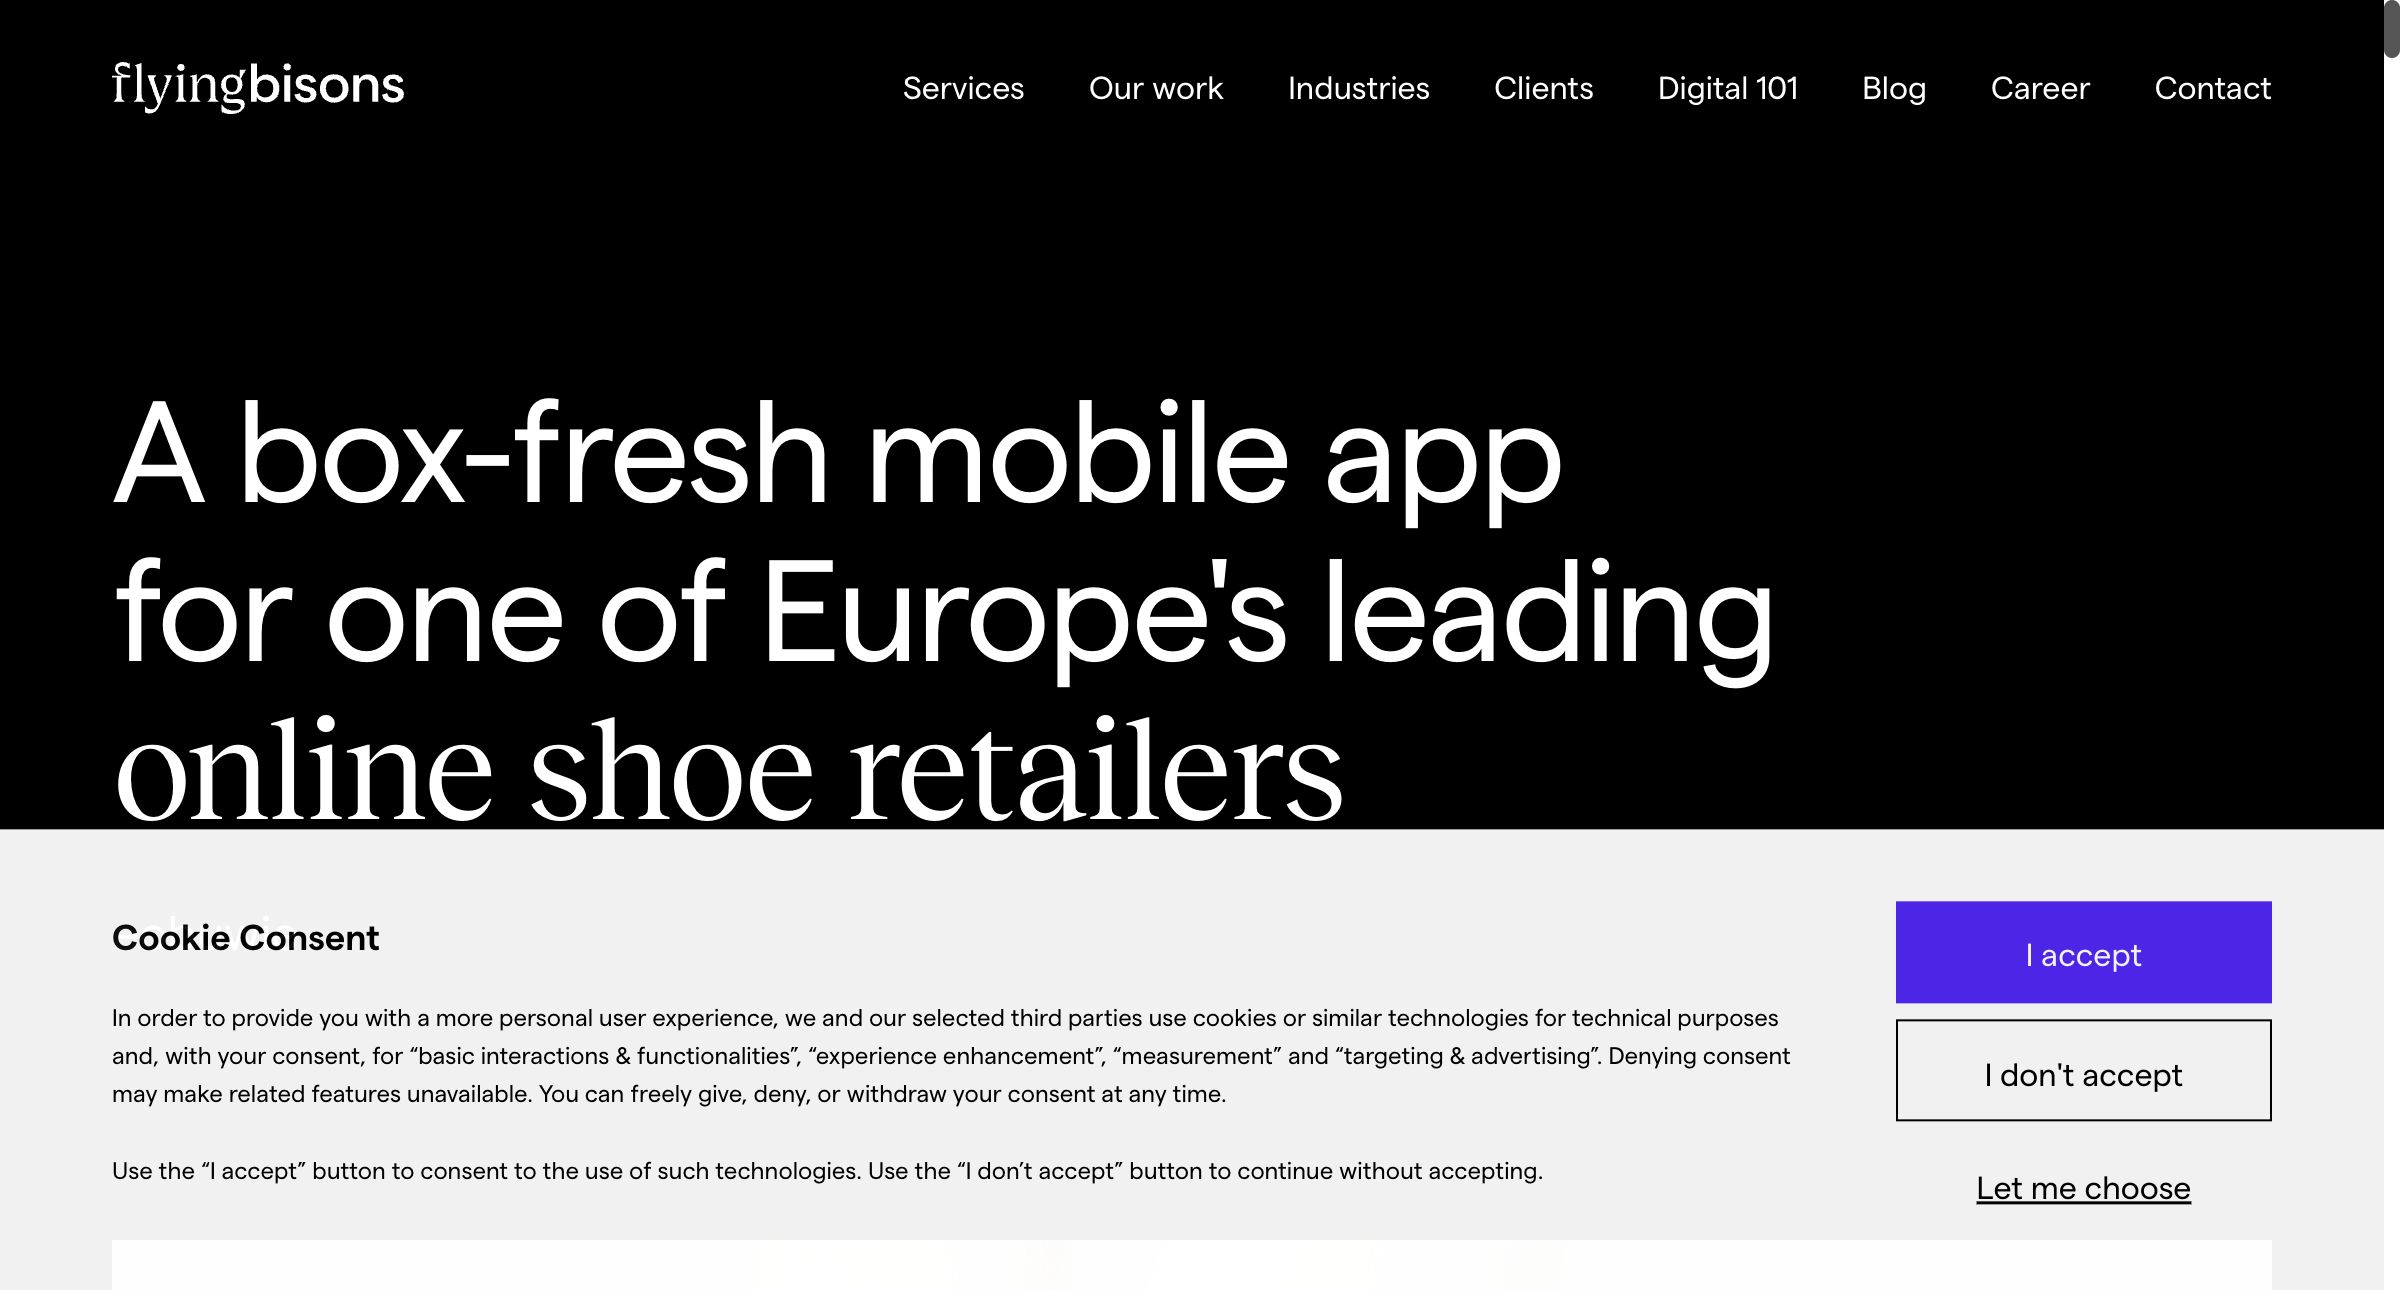 flyingbisons
Services Our work Industries Clients Digital 101 Blog Career Contact
A box-fresh mobile app
for one of Europe's leading
online shoe retailers
Cookie Consent
In order to provide you with a more personal user experience, we and our selected third parties use cookies or similar technologies for technical purposes
and, with your consent, for “basic interactions & functionalities”, “experience enhancement”, “measurement” and “targeting & advertising”. Denying consent
may make related features unavailable. You can freely give, deny, or withdraw your consent at any time.
Use the “I accept” button to consent to the use of such technologies. Use the “I don’t accept” button to continue without accepting.
I accept
I don't accept
Let me choose